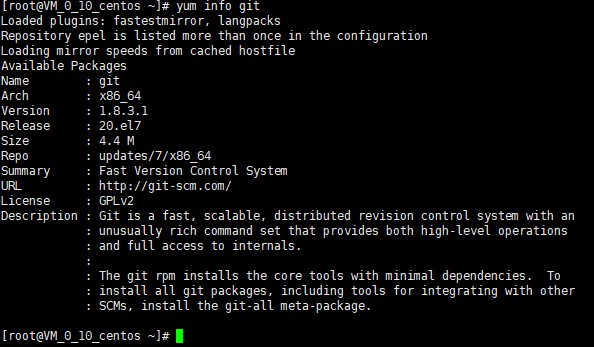 [root@VM_0_10_centos ~]# yum info git
Loaded plugins: fastestmirror, langpacks
Repository epel is listed more than once in the configuration
Loading mirror speeds from cached hostfile
Available Packages
Name        : git
Arch        : x86_64
Version     : 1.8.3.1
Release     : 20.el7
Size        : 4.4 M
Repo        : updates/7/x86_64
Summary     : Fast Version Control System
URL         : http://git-scm.com/
License     : GPLv2
Description : Git is a fast, scalable, distributed revision control system with an
            : unusually rich command set that provides both high-level operations
            : and full access to internals.
            :
            : The git rpm installs the core tools with minimal dependencies.  To
            : install all git packages, including tools for integrating with other
            : SCMs, install the git-all meta-package.
[root@VM_0_10_centos ~]#